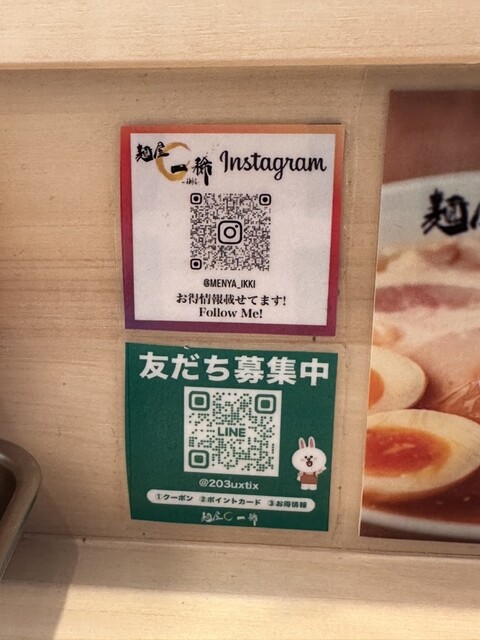 麺屋 一稀 Instagram
@MENYA_IKKI
お得情報載せてます!
Follow Me!
友だち募集中
LINE
@203uxtix
①クーポン ②ポイントカード ③お得情報
麺屋 一稀
麺屋